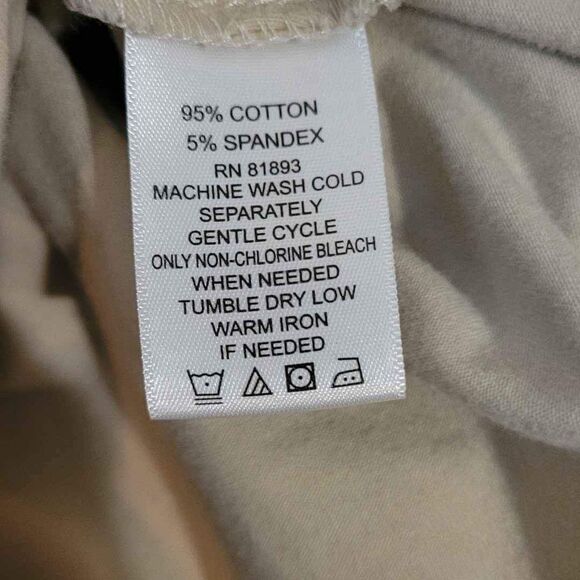 95% COTTON
5% SPANDEX
RN 81893
MACHINE WASH COLD
SEPARATELY
GENTLE CYCLE
ONLY NON-CHLORINE BLEACH
WHEN NEEDED
TUMBLE DRY LOW
WARM IRON
IF NEEDED